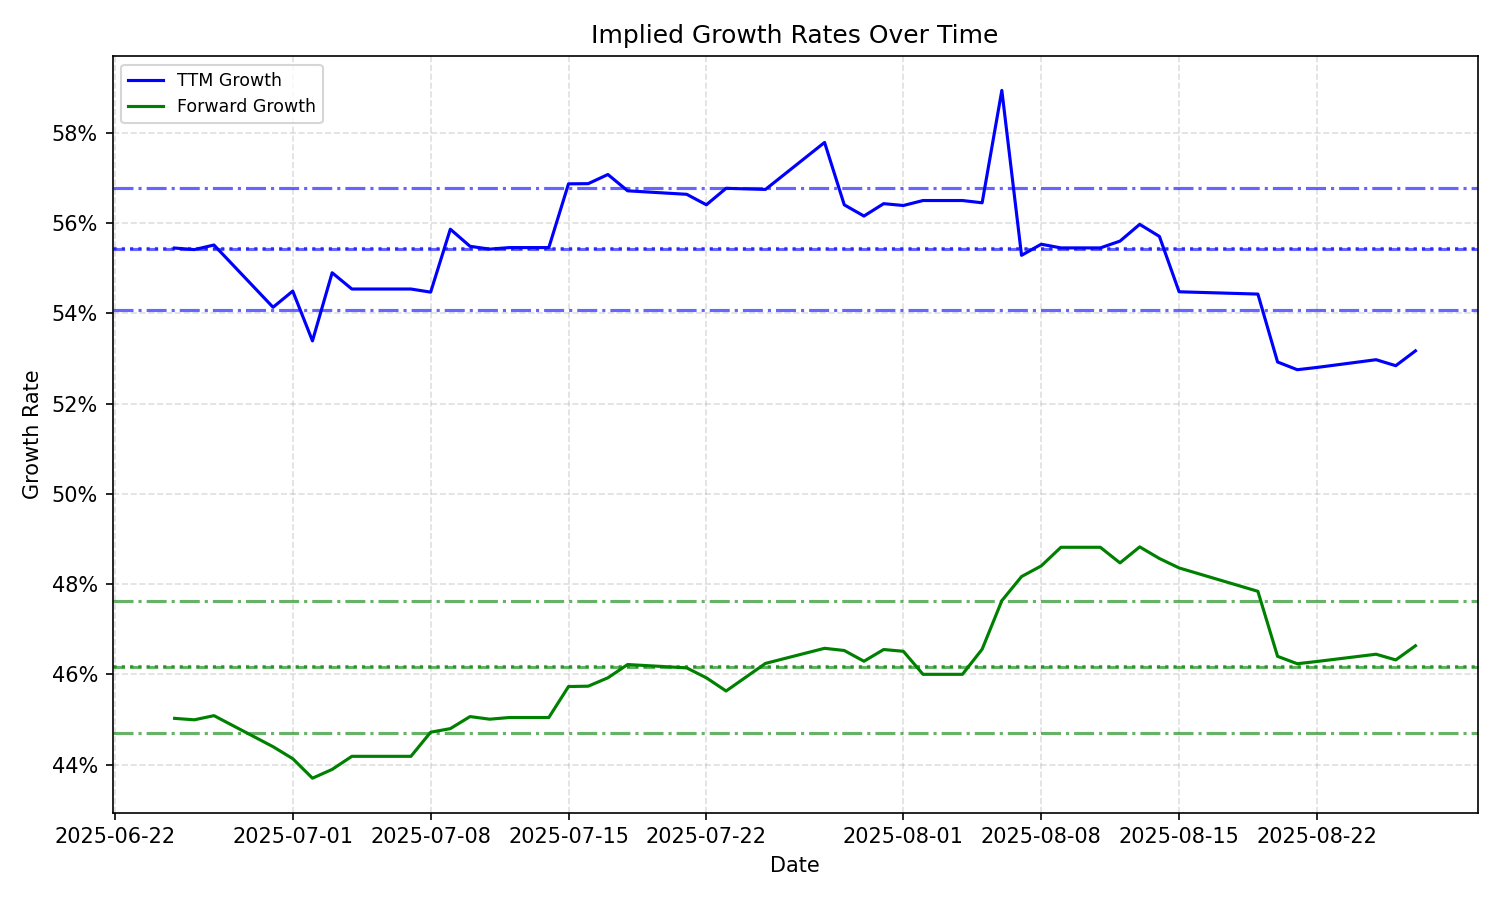 Implied Growth Rates Over Time
TTM Growth
Forward Growth
58%
56%
54%
52%
50%
48%
46%
44%
Growth Rate
2025-06-22 2025-07-01 2025-07-08 2025-07-15 2025-07-22 2025-08-01 2025-08-08 2025-08-15 2025-08-22
Date